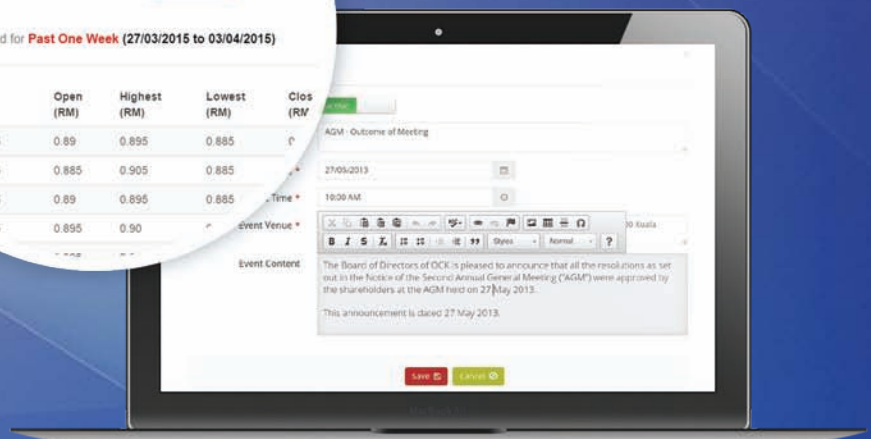 d for Past One Week (27/03/2015 to 03/04/2015)
Open Highest Lowest Clos
(RM) (RM) (RM) (RM
0.89 0.895 0.885
0.885 0.905 0.885
0.89 0.895 0.885
0.895 0.90
AGM - Outcome of Meeting
27/05/2013
Time * 10:00 AM
Event Venue * Kuala
B I S Styles Normal ?
Event Content
The Board of Directors of OCK is pleased to announce that all the resolutions as set
out in the Notice of the Second Annual General Meeting ("AGM") were approved by
the shareholders at the AGM held on 27 May 2013.
This announcement is dated 27 May 2013.
Save Cancel